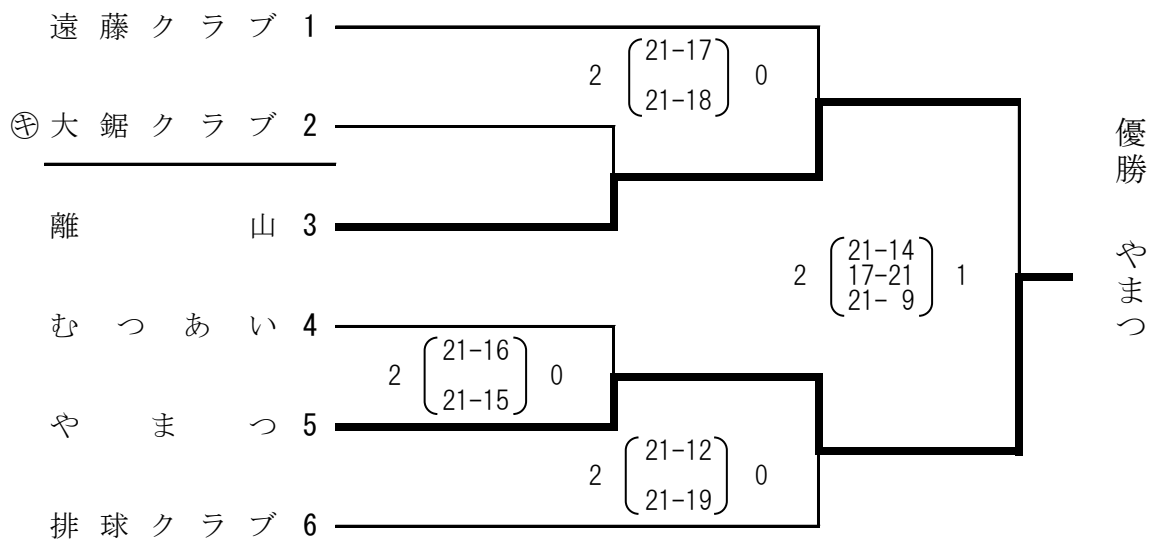 遠藤クラブ 1
2 21-17 0
21-18
㋖大鋸クラブ 2
離山 3
2 21-14 1
17-21
21- 9
むつあい 4
2 21-16 0
21-15
やまつ 5
2 21-12 0
21-19
排球クラブ 6
優勝 やまつ